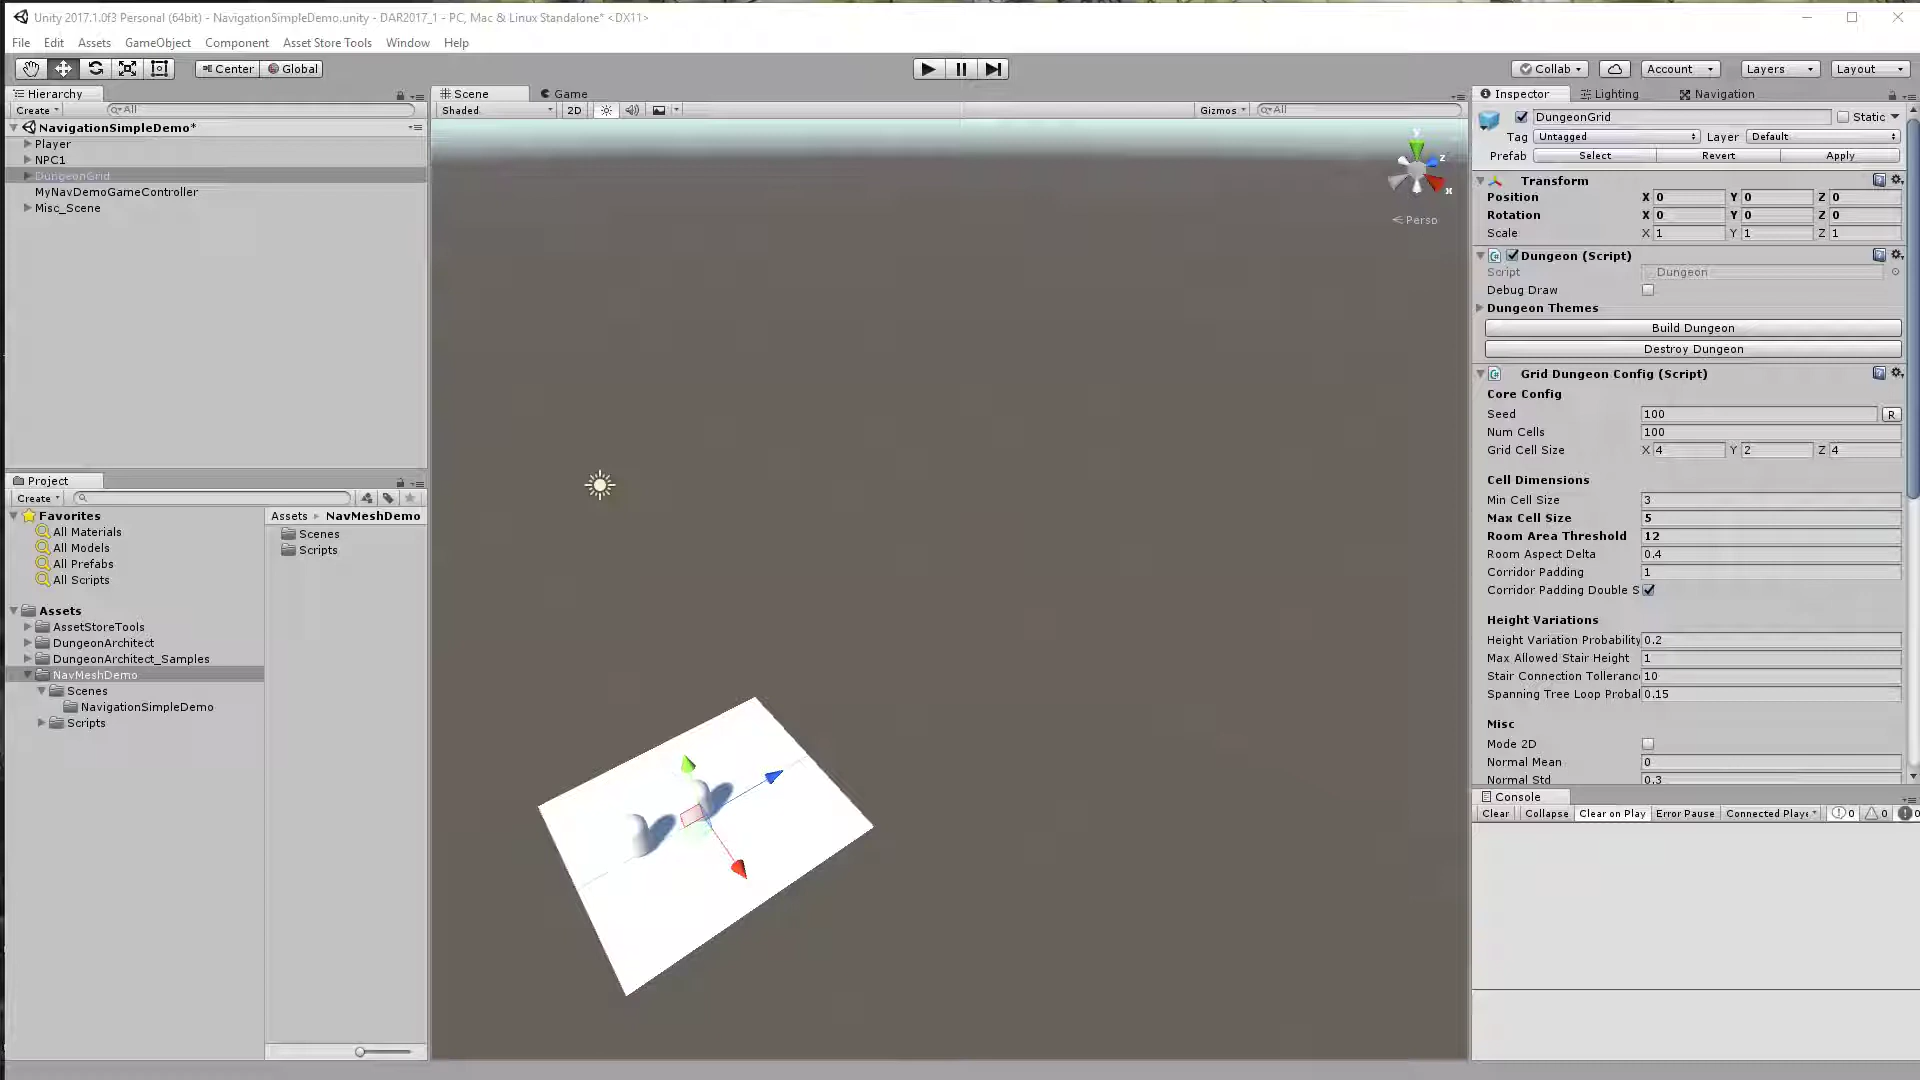 Unity 2017.1.0f3 Personal (64bit) - NavigationSimpleDemo.unity - DAR2017_1 - PC, Mac & Linux Standalone* <DX11>
File Edit Assets GameObject Component Asset Store Tools Window Help
Center Global Collab Account Layers Layout
Hierarchy
Create All
NavigationSimpleDemo*
Player
NPC1
DungeonGrid
MyNavDemoGameController
Misc_Scene
Project
Create
Favorites
All Materials
All Models
All Prefabs
All Scripts
Assets
AssetStoreTools
DungeonArchitect
DungeonArchitect_Samples
NavMeshDemo
Scenes
NavigationSimpleDemo
Scripts
Assets NavMeshDemo
Scenes
Scripts
Scene Game
Shaded 2D Gizmos All
y
z
x
Persp
Inspector Lighting Navigation
DungeonGrid Static
Tag Untagged Layer Default
Prefab Select Revert Apply
Transform
Position X 0 Y 0 Z 0
Rotation X 0 Y 0 Z 0
Scale X 1 Y 1 Z 1
Dungeon (Script)
Script Dungeon
Debug Draw
Dungeon Themes
Build Dungeon
Destroy Dungeon
Grid Dungeon Config (Script)
Core Config
Seed 100 R
Num Cells 100
Grid Cell Size X 4 Y 2 Z 4
Cell Dimensions
Min Cell Size 3
Max Cell Size 5
Room Area Threshold 12
Room Aspect Delta 0.4
Corridor Padding 1
Corridor Padding Double S
Height Variations
Height Variation Probability 0.2
Max Allowed Stair Height 1
Stair Connection Tolleranc 10
Spanning Tree Loop Probal 0.15
Misc
Mode 2D
Normal Mean 0
Normal Std 0.3
Console
Clear Collapse Clear on Play Error Pause Connected Playe 0 0 0